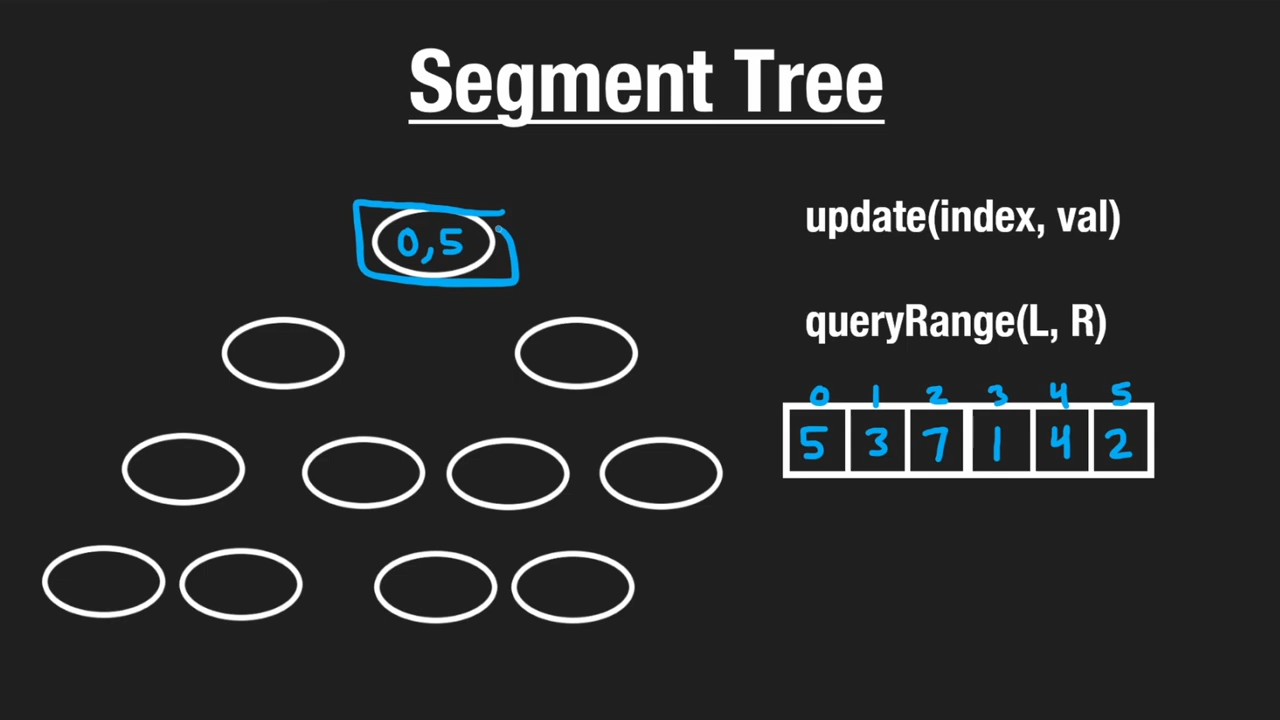 Segment Tree
0,5
update(index, val)
queryRange(L, R)
0 1 2 3 4 5
5 3 7 1 4 2